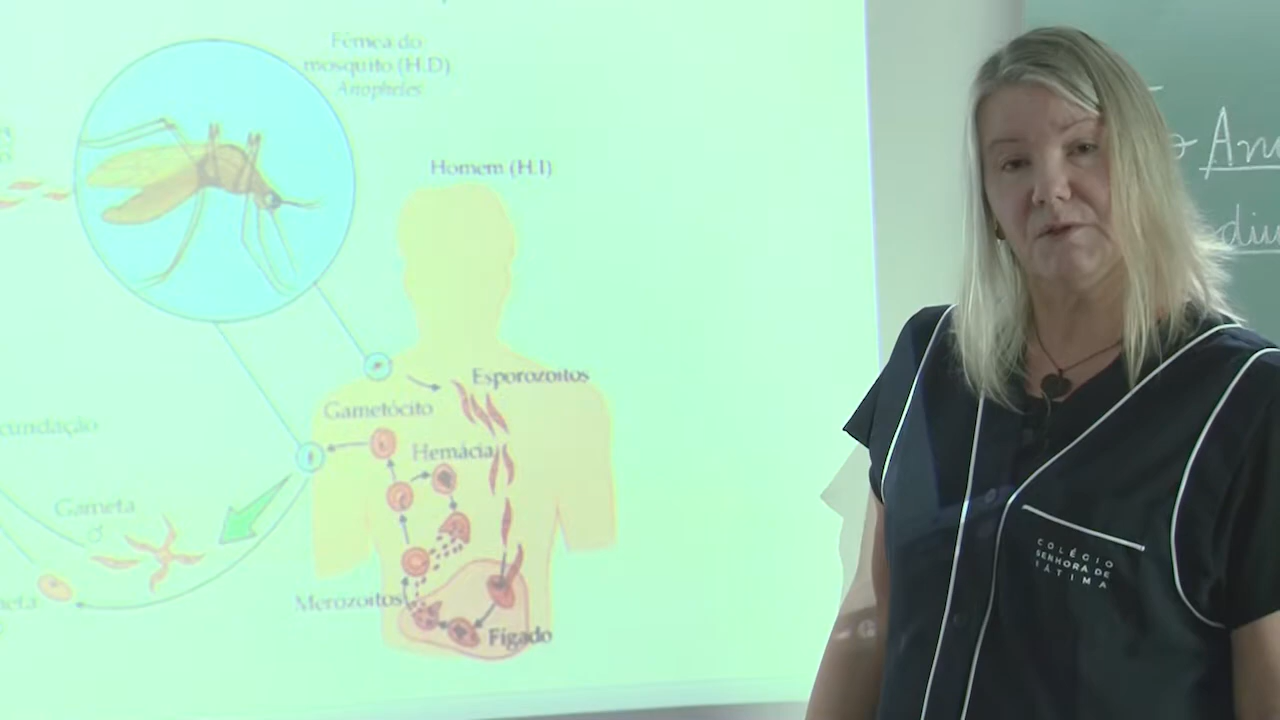 Fêmea do
mosquito (H.D)
Anopheles
Homem (H.I)
Esporozoítos
Gametócito
Hemácia
Gameta
♂
Merozoítos
Fígado
COLÉGIO
SENHORA DE
FÁTIMA